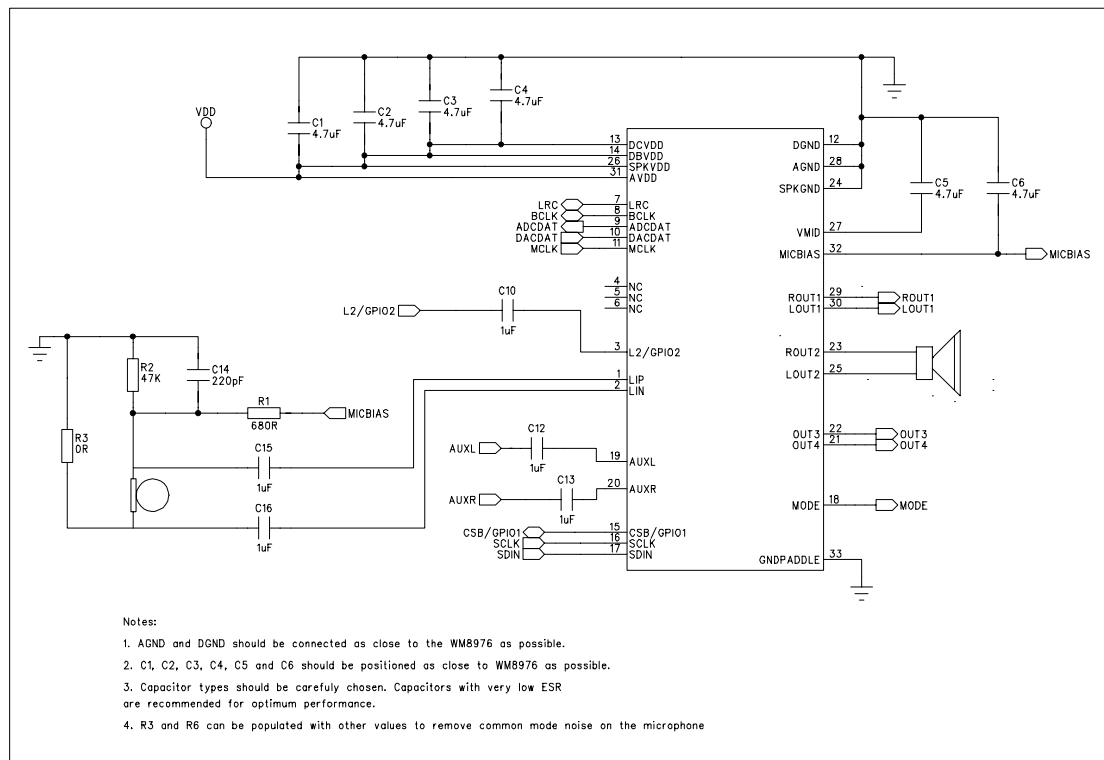 VDD
C1
4.7uF
C2
4.7uF
C3
4.7uF
C4
4.7uF
13 DCVDD
14 DBVDD
26 SPKVDD
31 AVDD
LRC 7 LRC
BCLK 8 BCLK
ADCDAT 9 ADCDAT
DACDAT 10 DACDAT
MCLK 11 MCLK
4 NC
5 NC
6 NC
L2/GPIO2
C10
1uF
3 L2/GPIO2
1 LIP
2 LIN
R2
47K
C14
220pF
R1
680R
MICBIAS
R3
0R
C15
1uF
C16
1uF
AUXL
C12
1uF
19 AUXL
AUXR
C13
1uF
20 AUXR
CSB/GPIO1 15 CSB/GPIO1
SCLK 16 SCLK
SDIN 17 SDIN
DGND 12
AGND 28
SPKGND 24
C5
4.7uF
C6
4.7uF
VMID 27
MICBIAS 32 MICBIAS
ROUT1 29 ROUT1
LOUT1 30 LOUT1
ROUT2 23
LOUT2 25
OUT3 22 OUT3
OUT4 21 OUT4
MODE 18 MODE
GNDPADDLE 33
Notes:
1. AGND and DGND should be connected as close to the WM8976 as possible.
2. C1, C2, C3, C4, C5 and C6 should be positioned as close to WM8976 as possible.
3. Capacitor types should be carefuly chosen. Capacitors with very low ESR
are recommended for optimum performance.
4. R3 and R6 can be populated with other values to remove common mode noise on the microphone